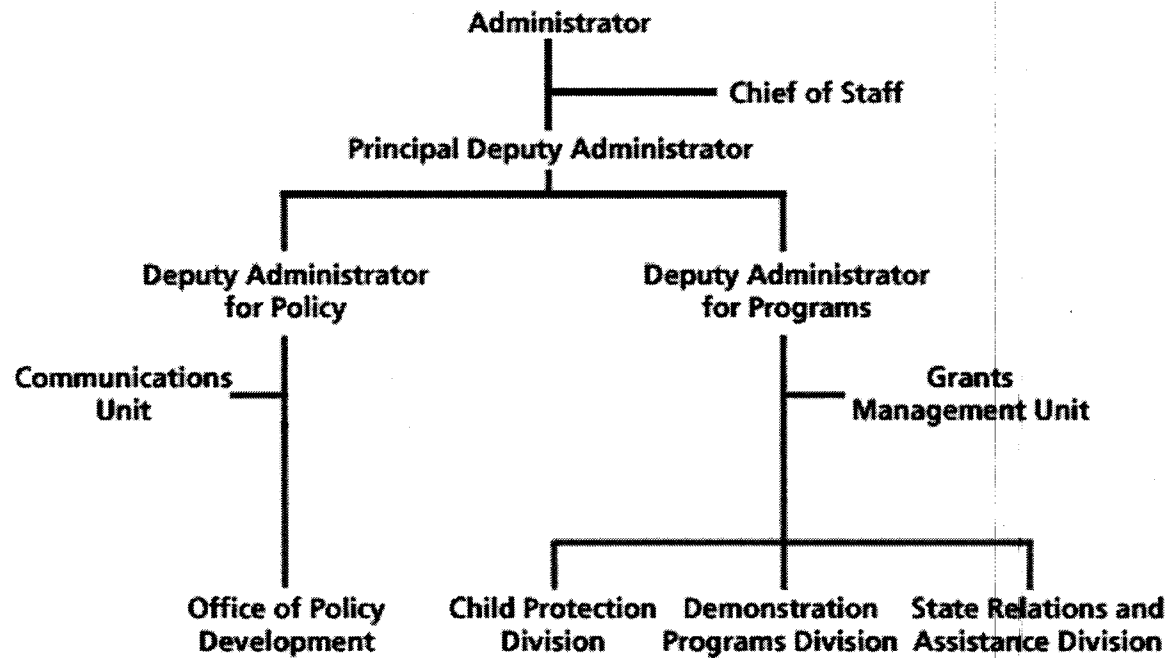 Administrator
Chief of Staff
Principal Deputy Administrator
Deputy Administrator
for Policy
Deputy Administrator
for Programs
Communications
Unit
Grants
Management Unit
Office of Policy
Development
Child Protection
Division
Demonstration
Programs Division
State Relations and
Assistance Division